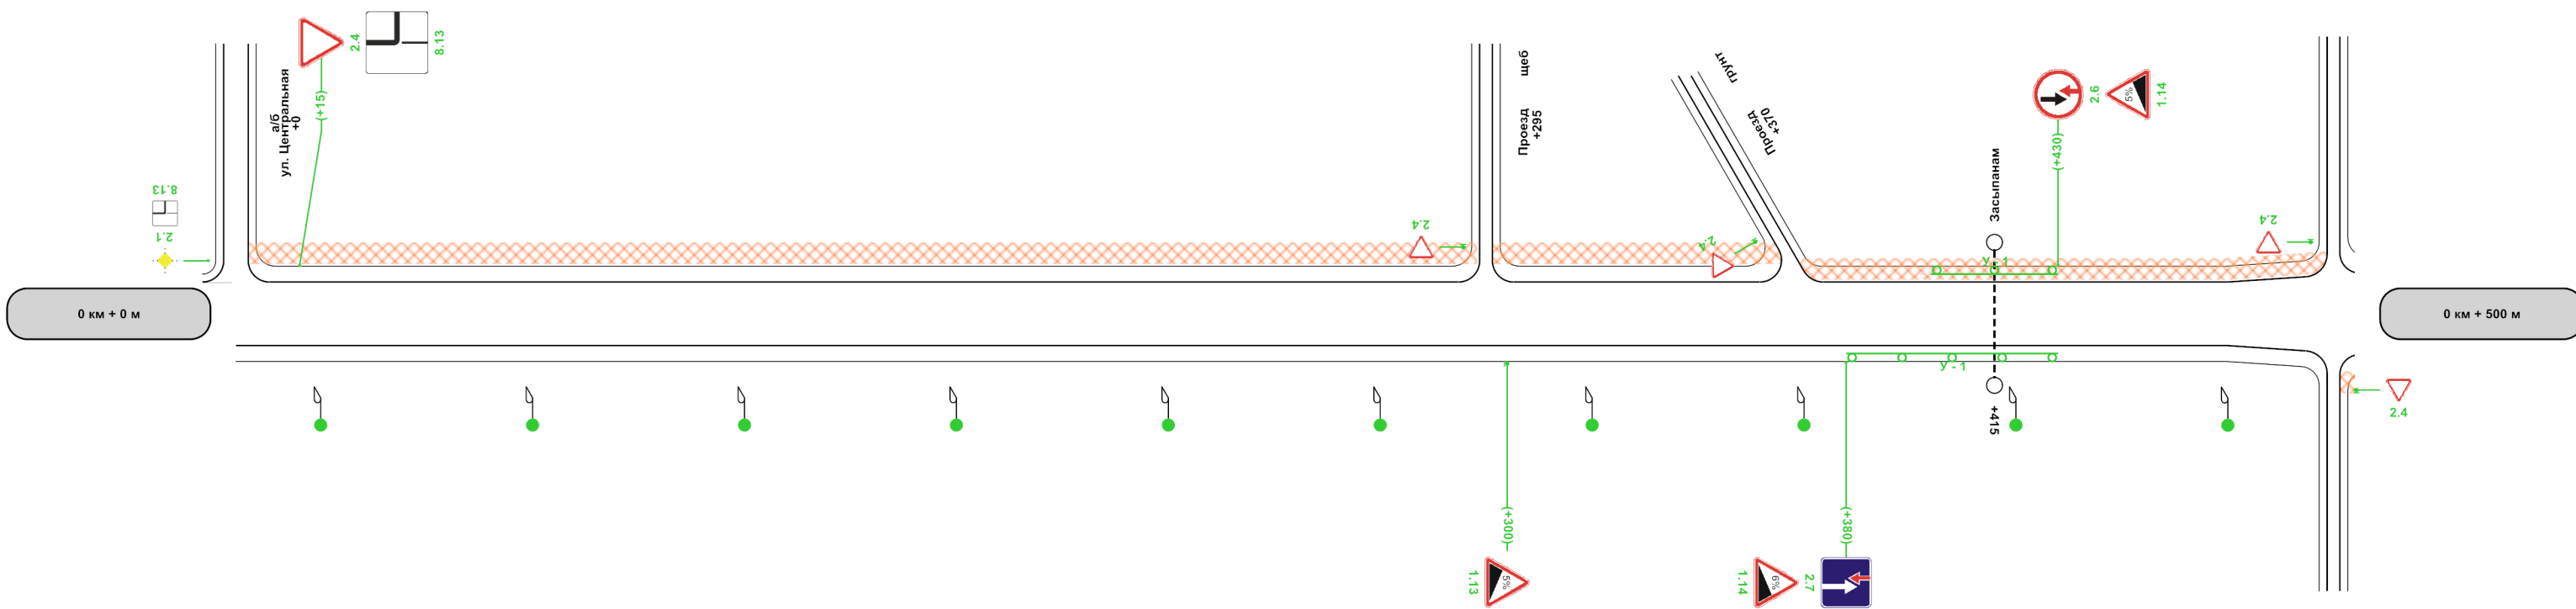 2.4
8.13
а/б
ул. Центральная
+0
(+15)
8.13
2.1
0 км + 0 м
2.4
щеб
Проезд
+295
грунт
Проезд
+370
2.4
Засыпанам
У - 1
2.6
5%
1.14
(+430)
2.4
0 км + 500 м
У - 1
+415
2.4
(+300)
1.13
5%
(+380)
1.14
6%
2.7